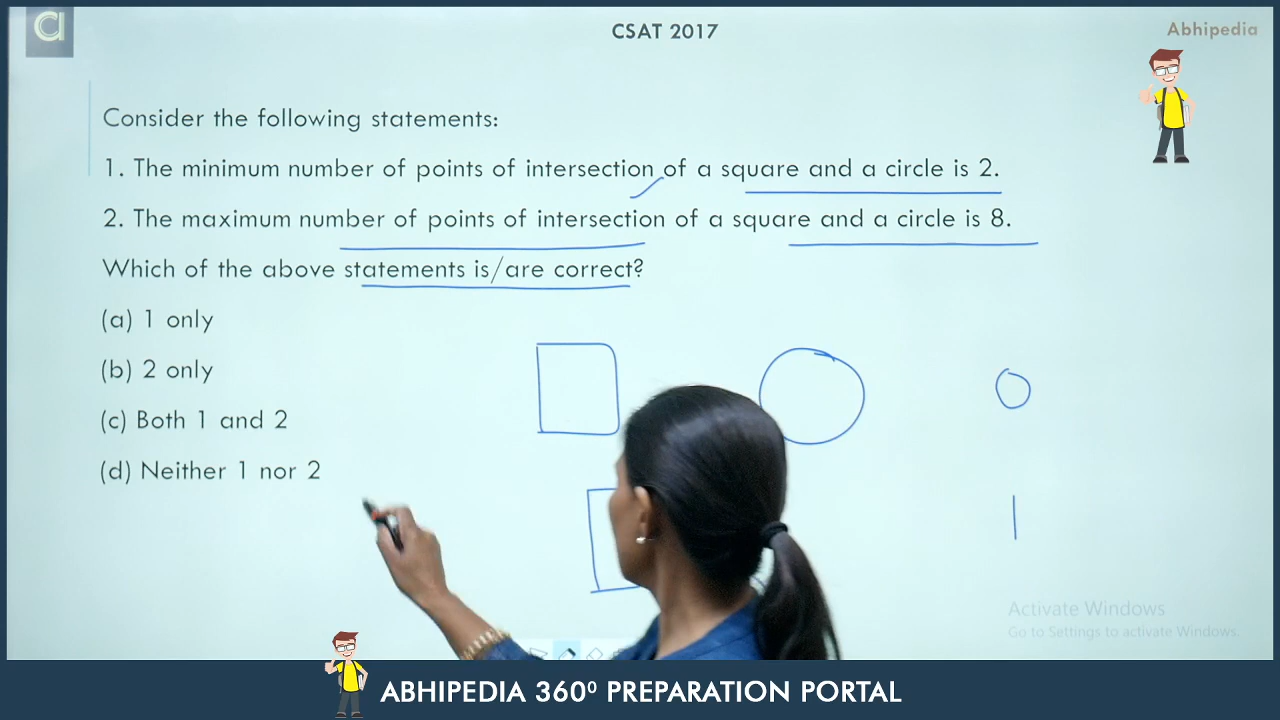 CSAT 2017
Abhipedia
Consider the following statements:
1. The minimum number of points of intersection of a square and a circle is 2.
2. The maximum number of points of intersection of a square and a circle is 8.
Which of the above statements is/are correct?
(a) 1 only
(b) 2 only
(c) Both 1 and 2
(d) Neither 1 nor 2
0
1
Activate Windows
Go to Settings to activate Windows.
ABHIPEDIA 360⁰ PREPARATION PORTAL